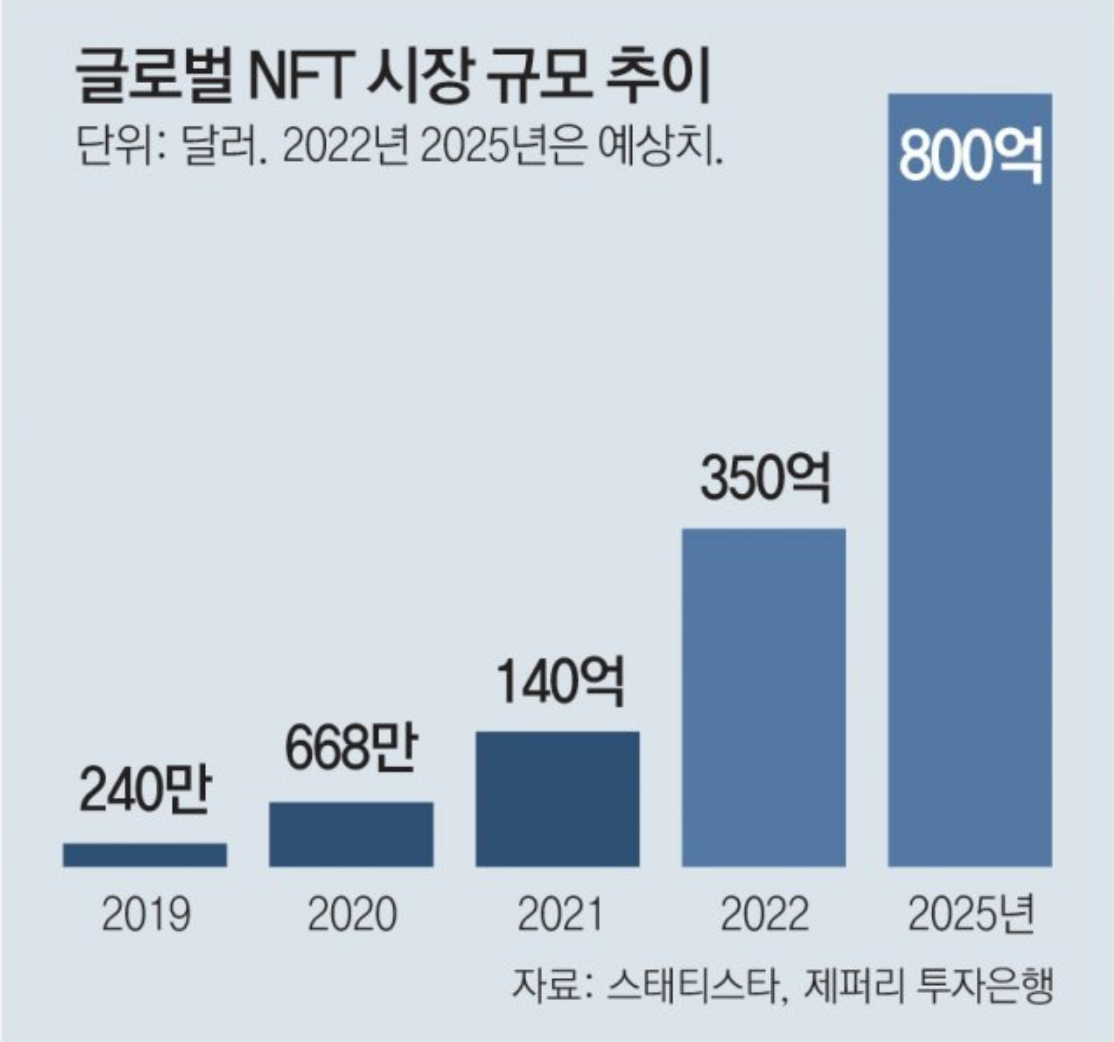 글로벌 NFT 시장 규모 추이
단위: 달러. 2022년 2025년은 예상치.
240만
668만
140억
350억
800억
2019
2020
2021
2022
2025년
자료: 스태티스타, 제퍼리 투자은행